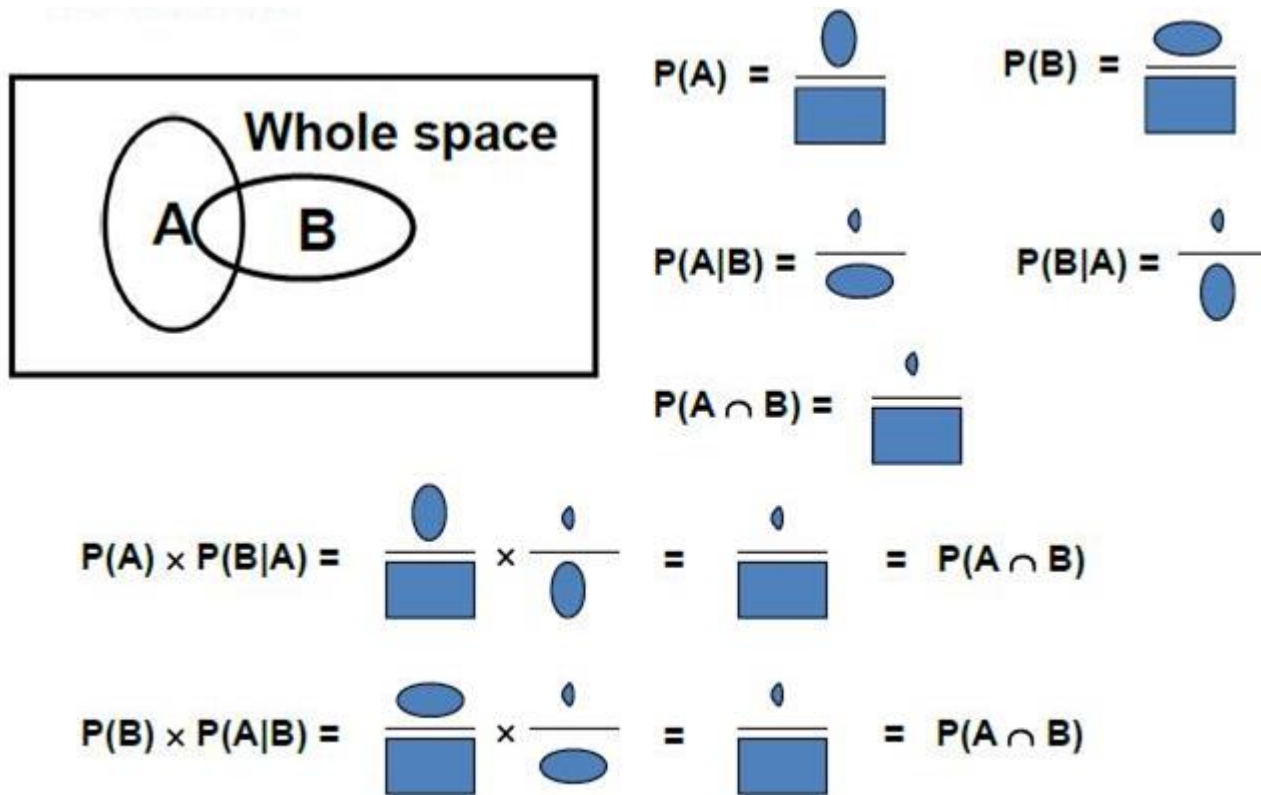 Whole space
A
B
P(A) =
P(B) =
P(A|B) =
P(B|A) =
P(A ∩ B) =
P(A) × P(B|A) = × = = P(A ∩ B)
P(B) × P(A|B) = × = = P(A ∩ B)